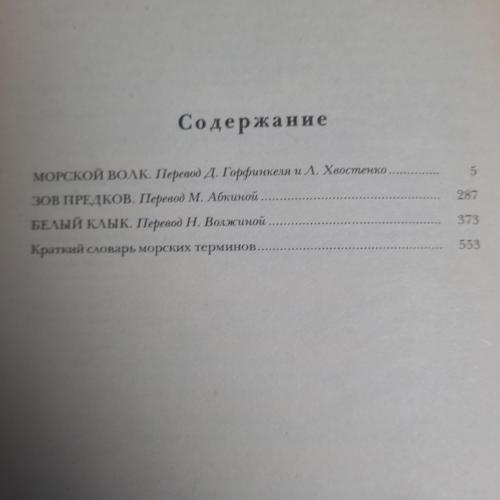 Содержание
МОРСКОЙ ВОЛК. Перевод Д. Горфинкеля и Л. Хвостенко ............. 5
ЗОВ ПРЕДКОВ. Перевод М. Абкиной ............. 287
БЕЛЫЙ КЛЫК. Перевод Н. Волжиной ............. 373
Краткий словарь морских терминов ............. 553